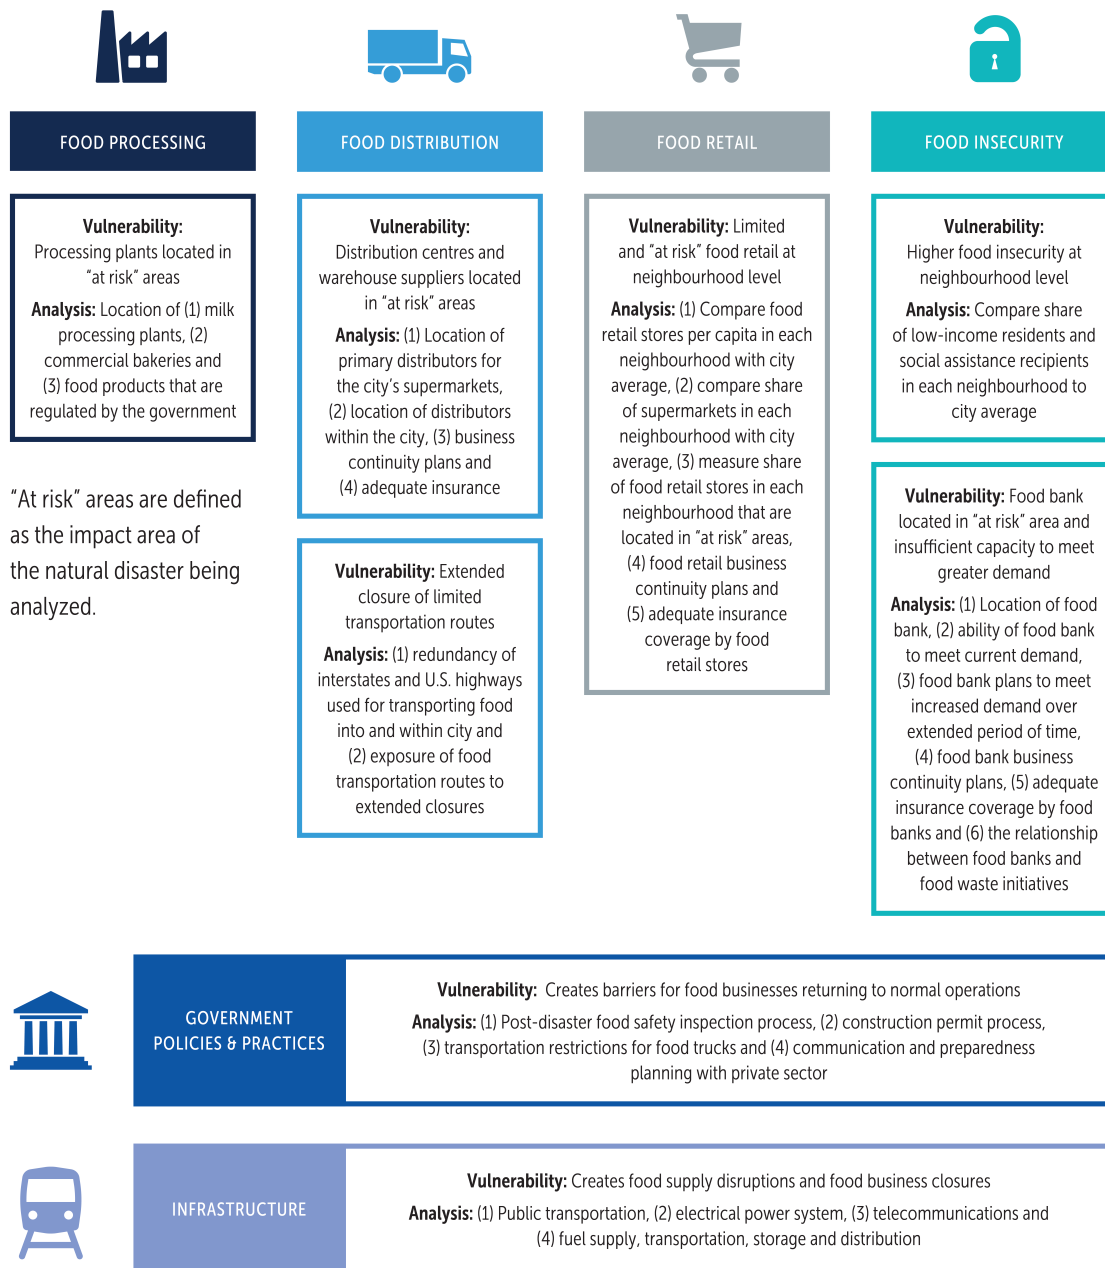 FOOD PROCESSING
Vulnerability:
Processing plants located in
“at risk” areas
Analysis: Location of (1) milk
processing plants, (2)
commercial bakeries and
(3) food products that are
regulated by the government
“At risk” areas are defined
as the impact area of
the natural disaster being
analyzed.
FOOD DISTRIBUTION
Vulnerability:
Distribution centres and
warehouse suppliers located
in “at risk” areas
Analysis: (1) Location of
primary distributors for
the city’s supermarkets,
(2) location of distributors
within the city, (3) business
continuity plans and
(4) adequate insurance
Vulnerability: Extended
closure of limited
transportation routes
Analysis: (1) redundancy of
interstates and U.S. highways
used for transporting food
into and within city and
(2) exposure of food
transportation routes to
extended closures
FOOD RETAIL
Vulnerability: Limited
and “at risk” food retail at
neighbourhood level
Analysis: (1) Compare food
retail stores per capita in each
neighbourhood with city
average, (2) compare share
of supermarkets in each
neighbourhood with city
average, (3) measure share
of food retail stores in each
neighbourhood that are
located in “at risk” areas,
(4) food retail business
continuity plans and
(5) adequate insurance
coverage by food
retail stores
FOOD INSECURITY
Vulnerability:
Higher food insecurity at
neighbourhood level
Analysis: Compare share
of low-income residents and
social assistance recipients
in each neighbourhood to
city average
Vulnerability: Food bank
located in “at risk” area and
insufficient capacity to meet
greater demand
Analysis: (1) Location of food
bank, (2) ability of food bank
to meet current demand,
(3) food bank plans to meet
increased demand over
extended period of time,
(4) food bank business
continuity plans, (5) adequate
insurance coverage by food
banks and (6) the relationship
between food banks and
food waste initiatives
GOVERNMENT
POLICIES & PRACTICES
Vulnerability: Creates barriers for food businesses returning to normal operations
Analysis: (1) Post-disaster food safety inspection process, (2) construction permit process,
(3) transportation restrictions for food trucks and (4) communication and preparedness
planning with private sector
INFRASTRUCTURE
Vulnerability: Creates food supply disruptions and food business closures
Analysis: (1) Public transportation, (2) electrical power system, (3) telecommunications and
(4) fuel supply, transportation, storage and distribution